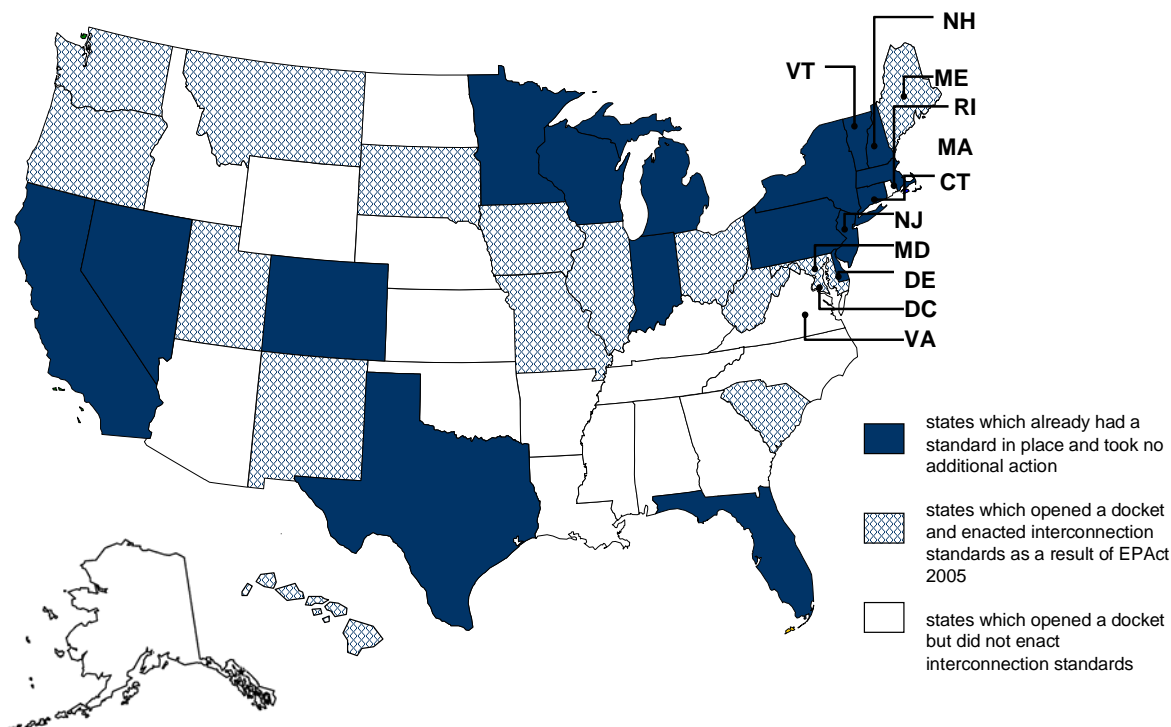 NH
VT
ME
RI
MA
CT
NJ
MD
DE
DC
VA
states which already had a
standard in place and took no
additional action
states which opened a docket
and enacted interconnection
standards as a result of EPAct
2005
states which opened a docket
but did not enact
interconnection standards